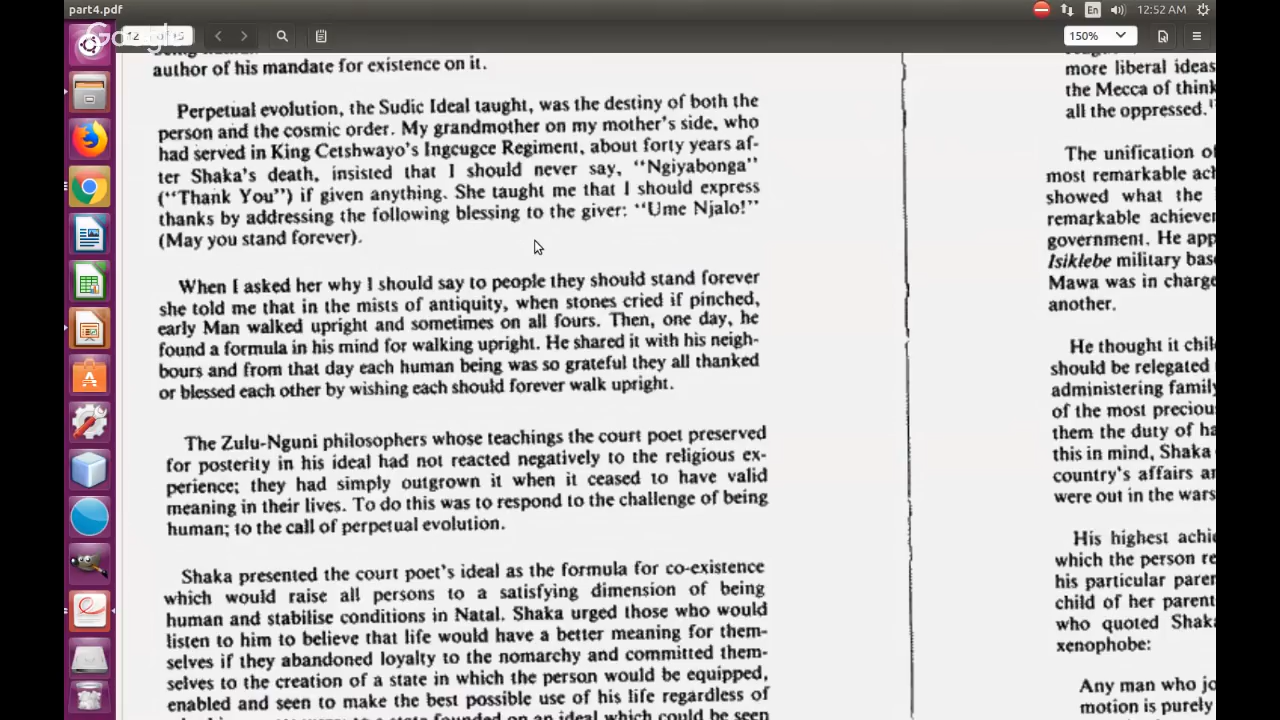 part4.pdf
En
12:52 AM
Google
150%
author of his mandate for existence on it.
Perpetual evolution, the Sudic Ideal taught, was the destiny of both the
person and the cosmic order. My grandmother on my mother's side, who
had served in King Cetshwayo's Ingcugce Regiment, about forty years af-
ter Shaka's death, insisted that I should never say, "Ngiyabonga"
("Thank You") if given anything. She taught me that I should express
thanks by addressing the following blessing to the giver: "Ume Njalo!"
(May you stand forever).
When I asked her why I should say to people they should stand forever
she told me that in the mists of antiquity, when stones cried if pinched,
early Man walked upright and sometimes on all fours. Then, one day, he
found a formula in his mind for walking upright. He shared it with his neigh-
bours and from that day each human being was so grateful they all thanked
or blessed each other by wishing each should forever walk upright.
The Zulu-Nguni philosophers whose teachings the court poet preserved
for posterity in his ideal had not reacted negatively to the religious ex-
perience; they had simply outgrown it when it ceased to have valid
meaning in their lives. To do this was to respond to the challenge of being
human; to the call of perpetual evolution.
Shaka presented the court poet's ideal as the formula for co-existence
which would raise all persons to a satisfying dimension of being
human and stabilise conditions in Natal. Shaka urged those who would
listen to him to believe that life would have a better meaning for them-
selves if they abandoned loyalty to the nomarchy and committed them-
selves to the creation of a state in which the person would be equipped,
enabled and seen to make the best possible use of his life regardless of
more liberal ideas
the Mecca of think
all the oppressed.
The unification of
most remarkable ach
showed what the
remarkable achiever
government. He app
Isiklebe military bas
Mawa was in charge
another.
He thought it chil
should be relegated
administering family
of the most precious
them the duty of ha
this in mind, Shaka
country's affairs an
were out in the wars
His highest achie
which the person re
his particular paren
child of her parent
who quoted Shaka
xenophobe:
Any man who jo
motion is purely